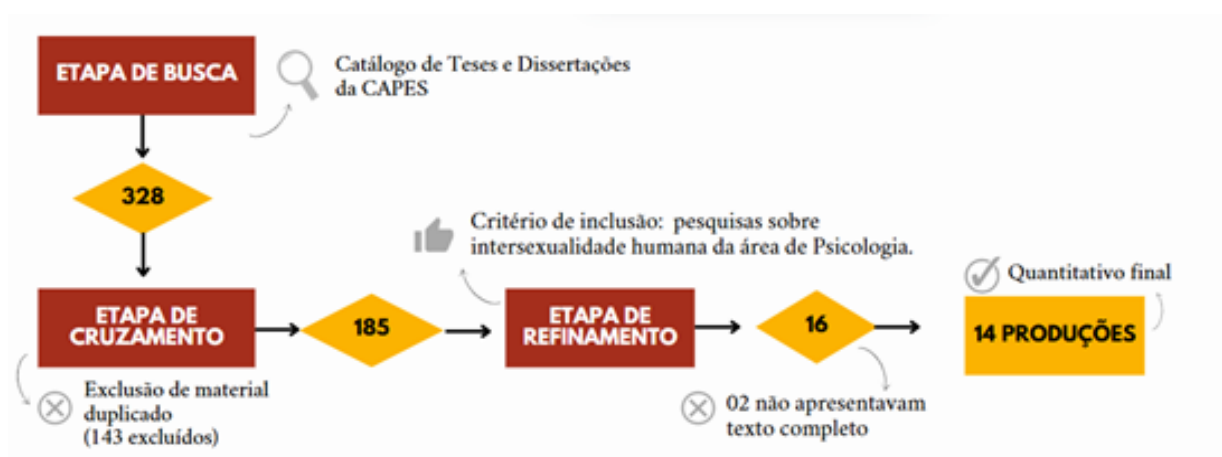 ETAPA DE BUSCA
Catálogo de Teses e Dissertações
da CAPES
328
Critério de inclusão: pesquisas sobre
intersexualidade humana da área de Psicologia.
Quantitativo final
ETAPA DE
CRUZAMENTO
185
ETAPA DE
REFINAMENTO
16
14 PRODUÇÕES
Exclusão de material
duplicado
(143 excluídos)
02 não apresentavam
texto completo